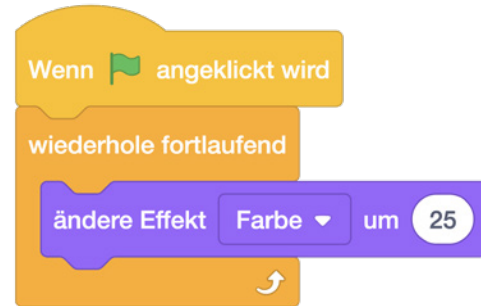 Wenn angeklickt wird
wiederhole fortlaufend
ändere Effekt Farbe um 25